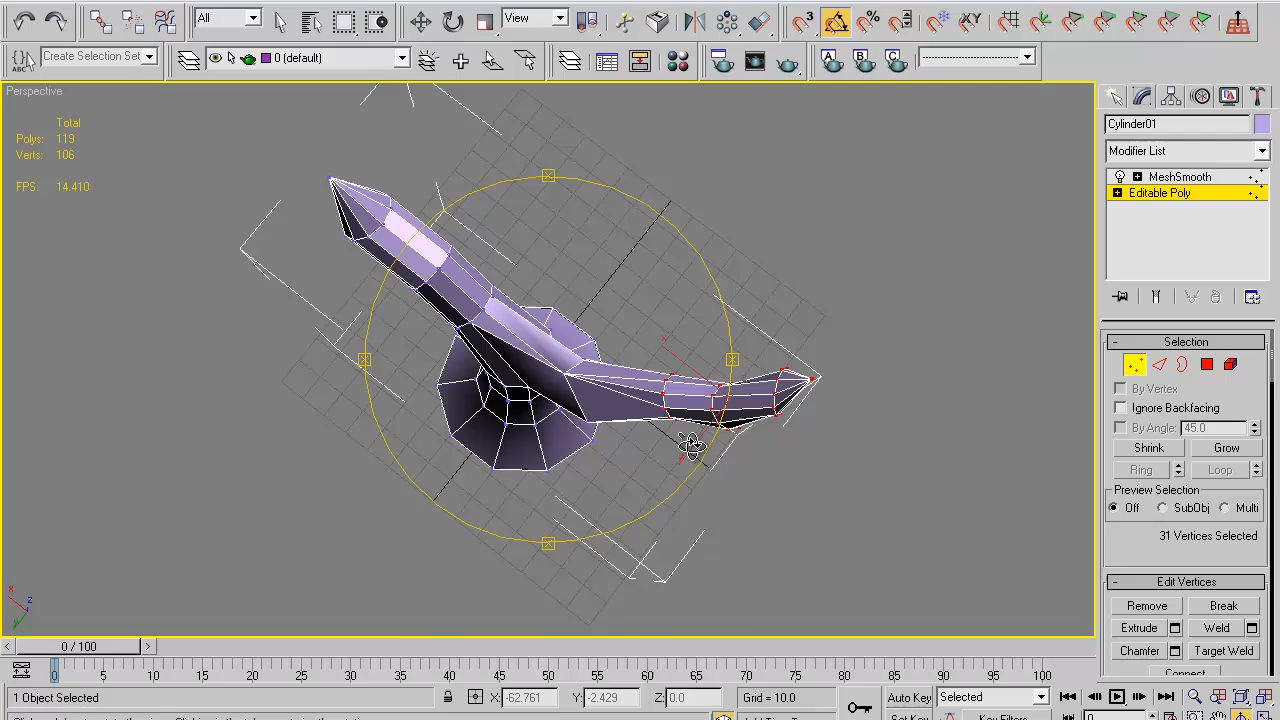 All
View
3
%
XY
ABC
Create Selection Set
0 (default)
A
B
C
Perspective
Total
Polys: 119
Verts: 106
FPS: 14.410
x
Cylinder01
Modifier List
MeshSmooth
Editable Poly
Selection
By Vertex
Ignore Backfacing
By Angle: 45.0
Shrink
Grow
Ring
Loop
Preview Selection
Off
SubObj
Multi
31 Vertices Selected
Edit Vertices
Remove
Break
Extrude
Weld
Chamfer
Target Weld
Connect
x
z
0 / 100
0 5 10 15 20 25 30 35 40 45 50 55 60 65 70 75 80 85 90 95 100
1 Object Selected
X: -62.761
Y: -2.429
Z: 0.0
Grid = 10.0
Auto Key
Selected
Set Key
Key Filters